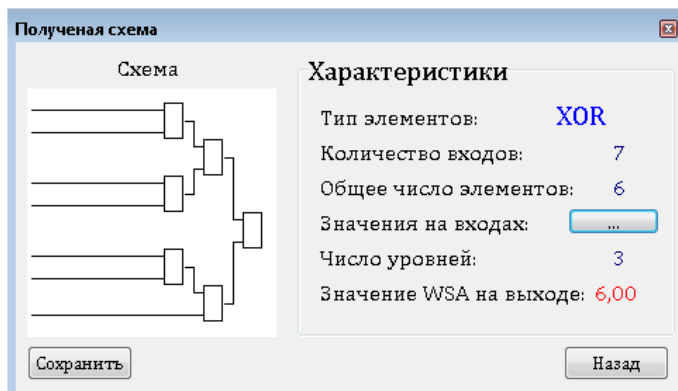 Полученая схема
Схема
Характеристики
Тип элементов: XOR
Количество входов: 7
Общее число элементов: 6
Значения на входах: ...
Число уровней: 3
Значение WSA на выходе: 6,00
Сохранить
Назад